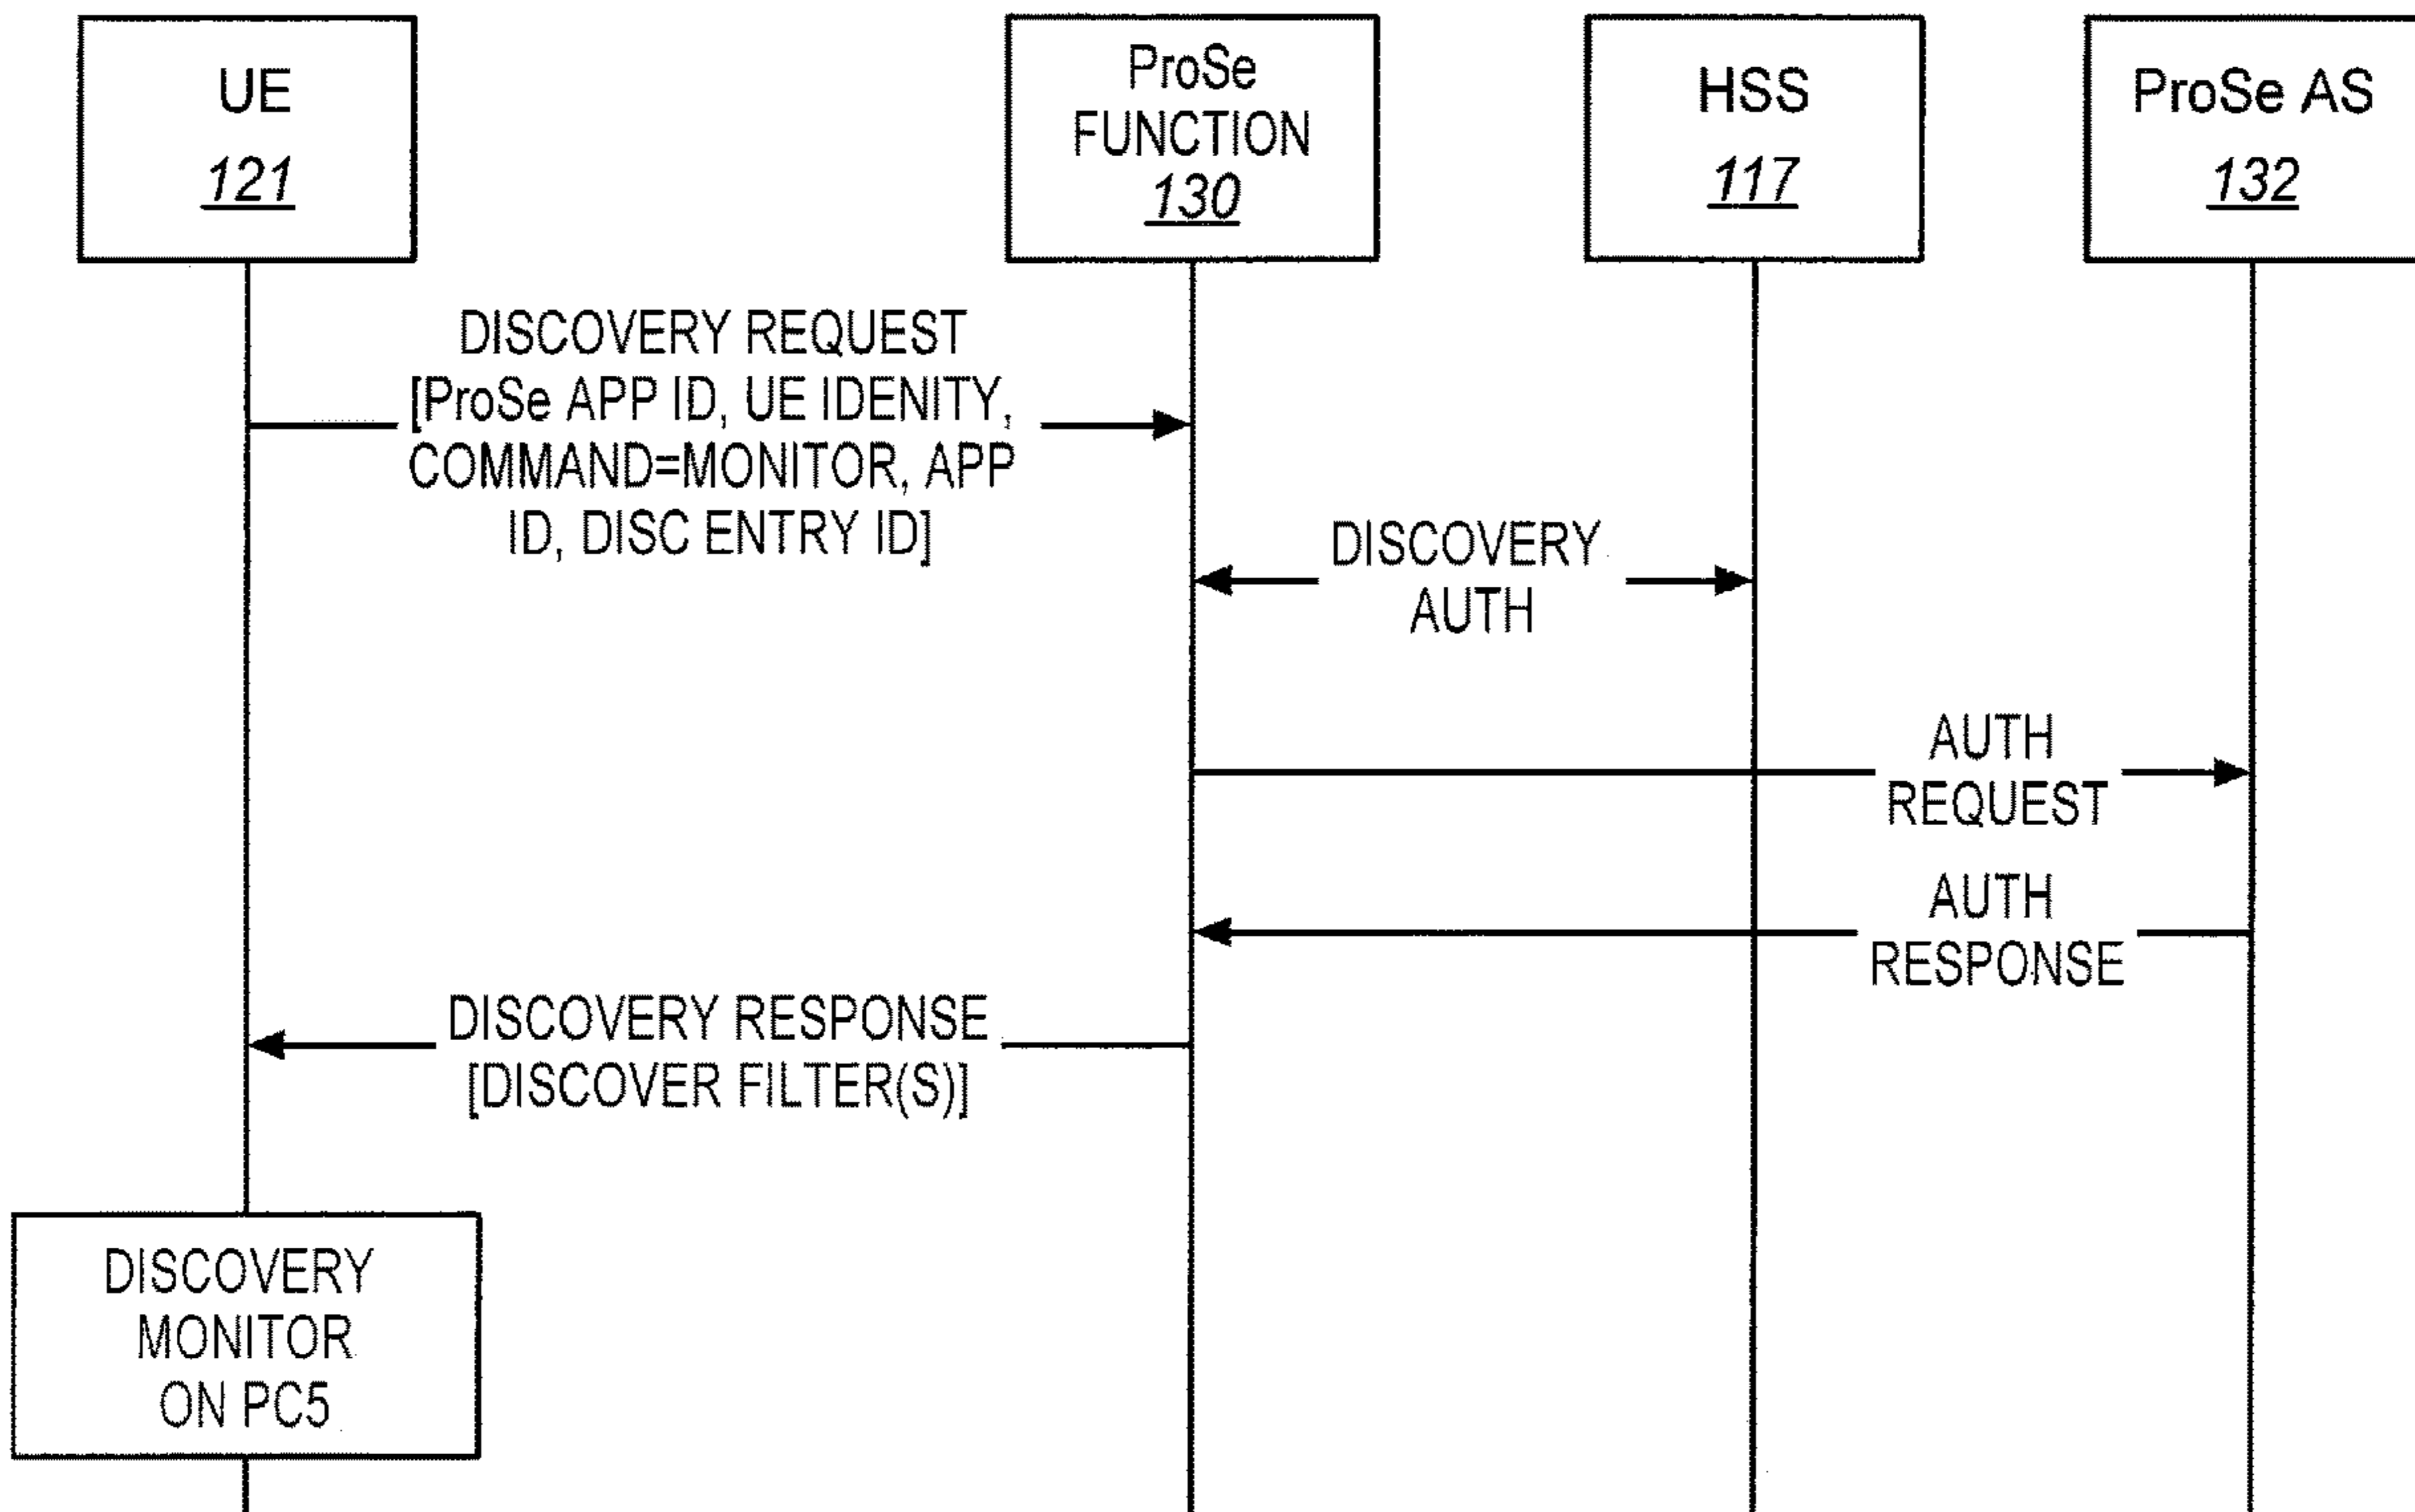 UE
121
ProSe
FUNCTION
130
HSS
117
ProSe AS
132
DISCOVERY REQUEST
[ProSe APP ID, UE IDENITY,
COMMAND=MONITOR, APP
ID, DISC ENTRY ID]
DISCOVERY
AUTH
AUTH
REQUEST
AUTH
RESPONSE
DISCOVERY RESPONSE
[DISCOVER FILTER(S)]
DISCOVERY
MONITOR
ON PC5